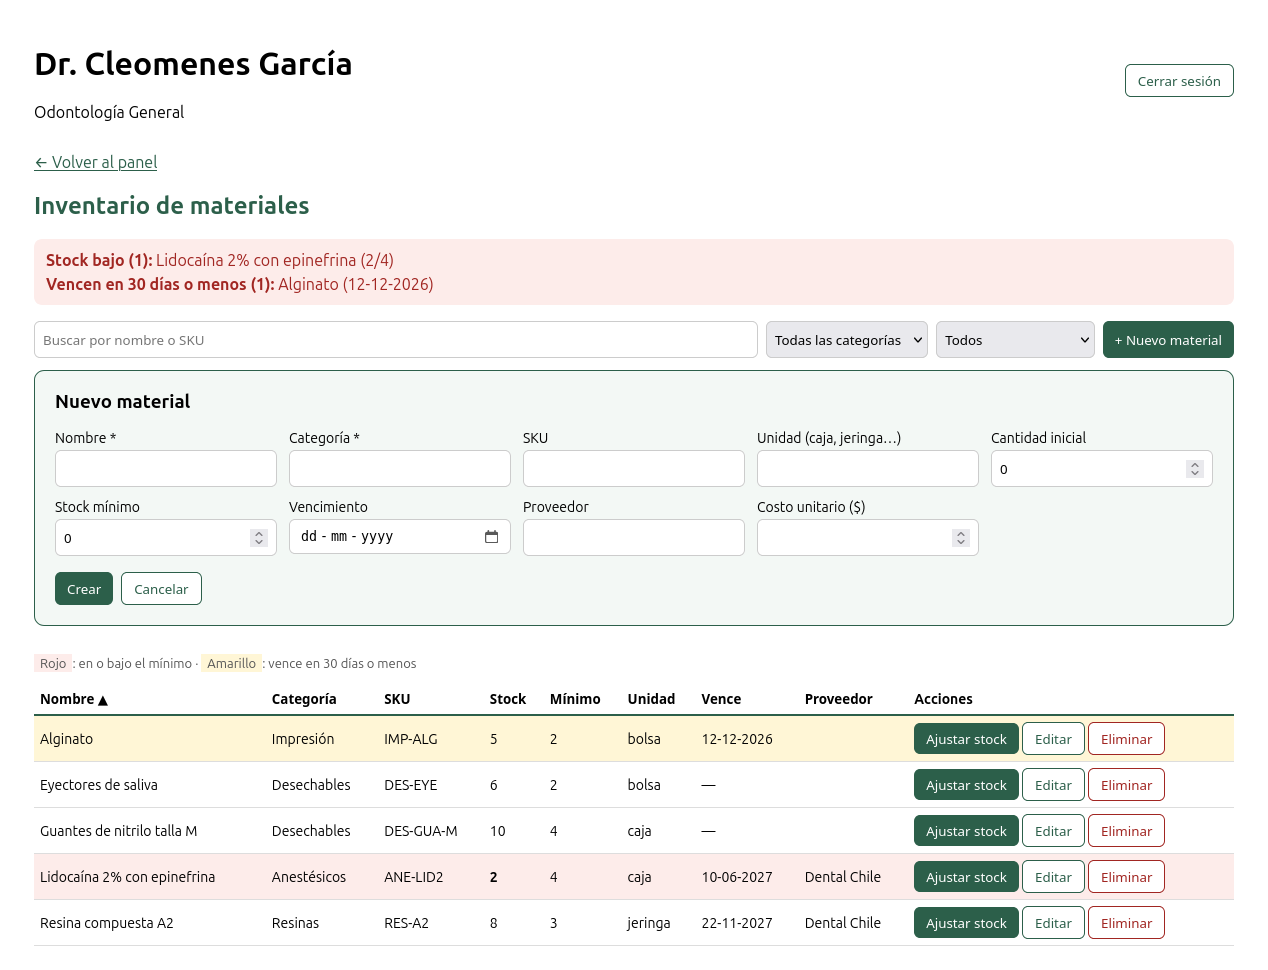 Dr. Cleomenes García
Cerrar sesión
Odontología General
← Volver al panel
Inventario de materiales
Stock bajo (1): Lidocaína 2% con epinefrina (2/4)
Vencen en 30 días o menos (1): Alginato (12-12-2026)
Buscar por nombre o SKU Todas las categorías Todos + Nuevo material
Nuevo material
Nombre * Categoría * SKU Unidad (caja, jeringa…) Cantidad inicial
0
Stock mínimo Vencimiento Proveedor Costo unitario ($)
0 dd - mm - yyyy
Crear Cancelar
Rojo : en o bajo el mínimo · Amarillo : vence en 30 días o menos
Nombre ▲ Categoría SKU Stock Mínimo Unidad Vence Proveedor Acciones
Alginato Impresión IMP-ALG 5 2 bolsa 12-12-2026 Ajustar stock Editar Eliminar
Eyectores de saliva Desechables DES-EYE 6 2 bolsa — Ajustar stock Editar Eliminar
Guantes de nitrilo talla M Desechables DES-GUA-M 10 4 caja — Ajustar stock Editar Eliminar
Lidocaína 2% con epinefrina Anestésicos ANE-LID2 2 4 caja 10-06-2027 Dental Chile Ajustar stock Editar Eliminar
Resina compuesta A2 Resinas RES-A2 8 3 jeringa 22-11-2027 Dental Chile Ajustar stock Editar Eliminar